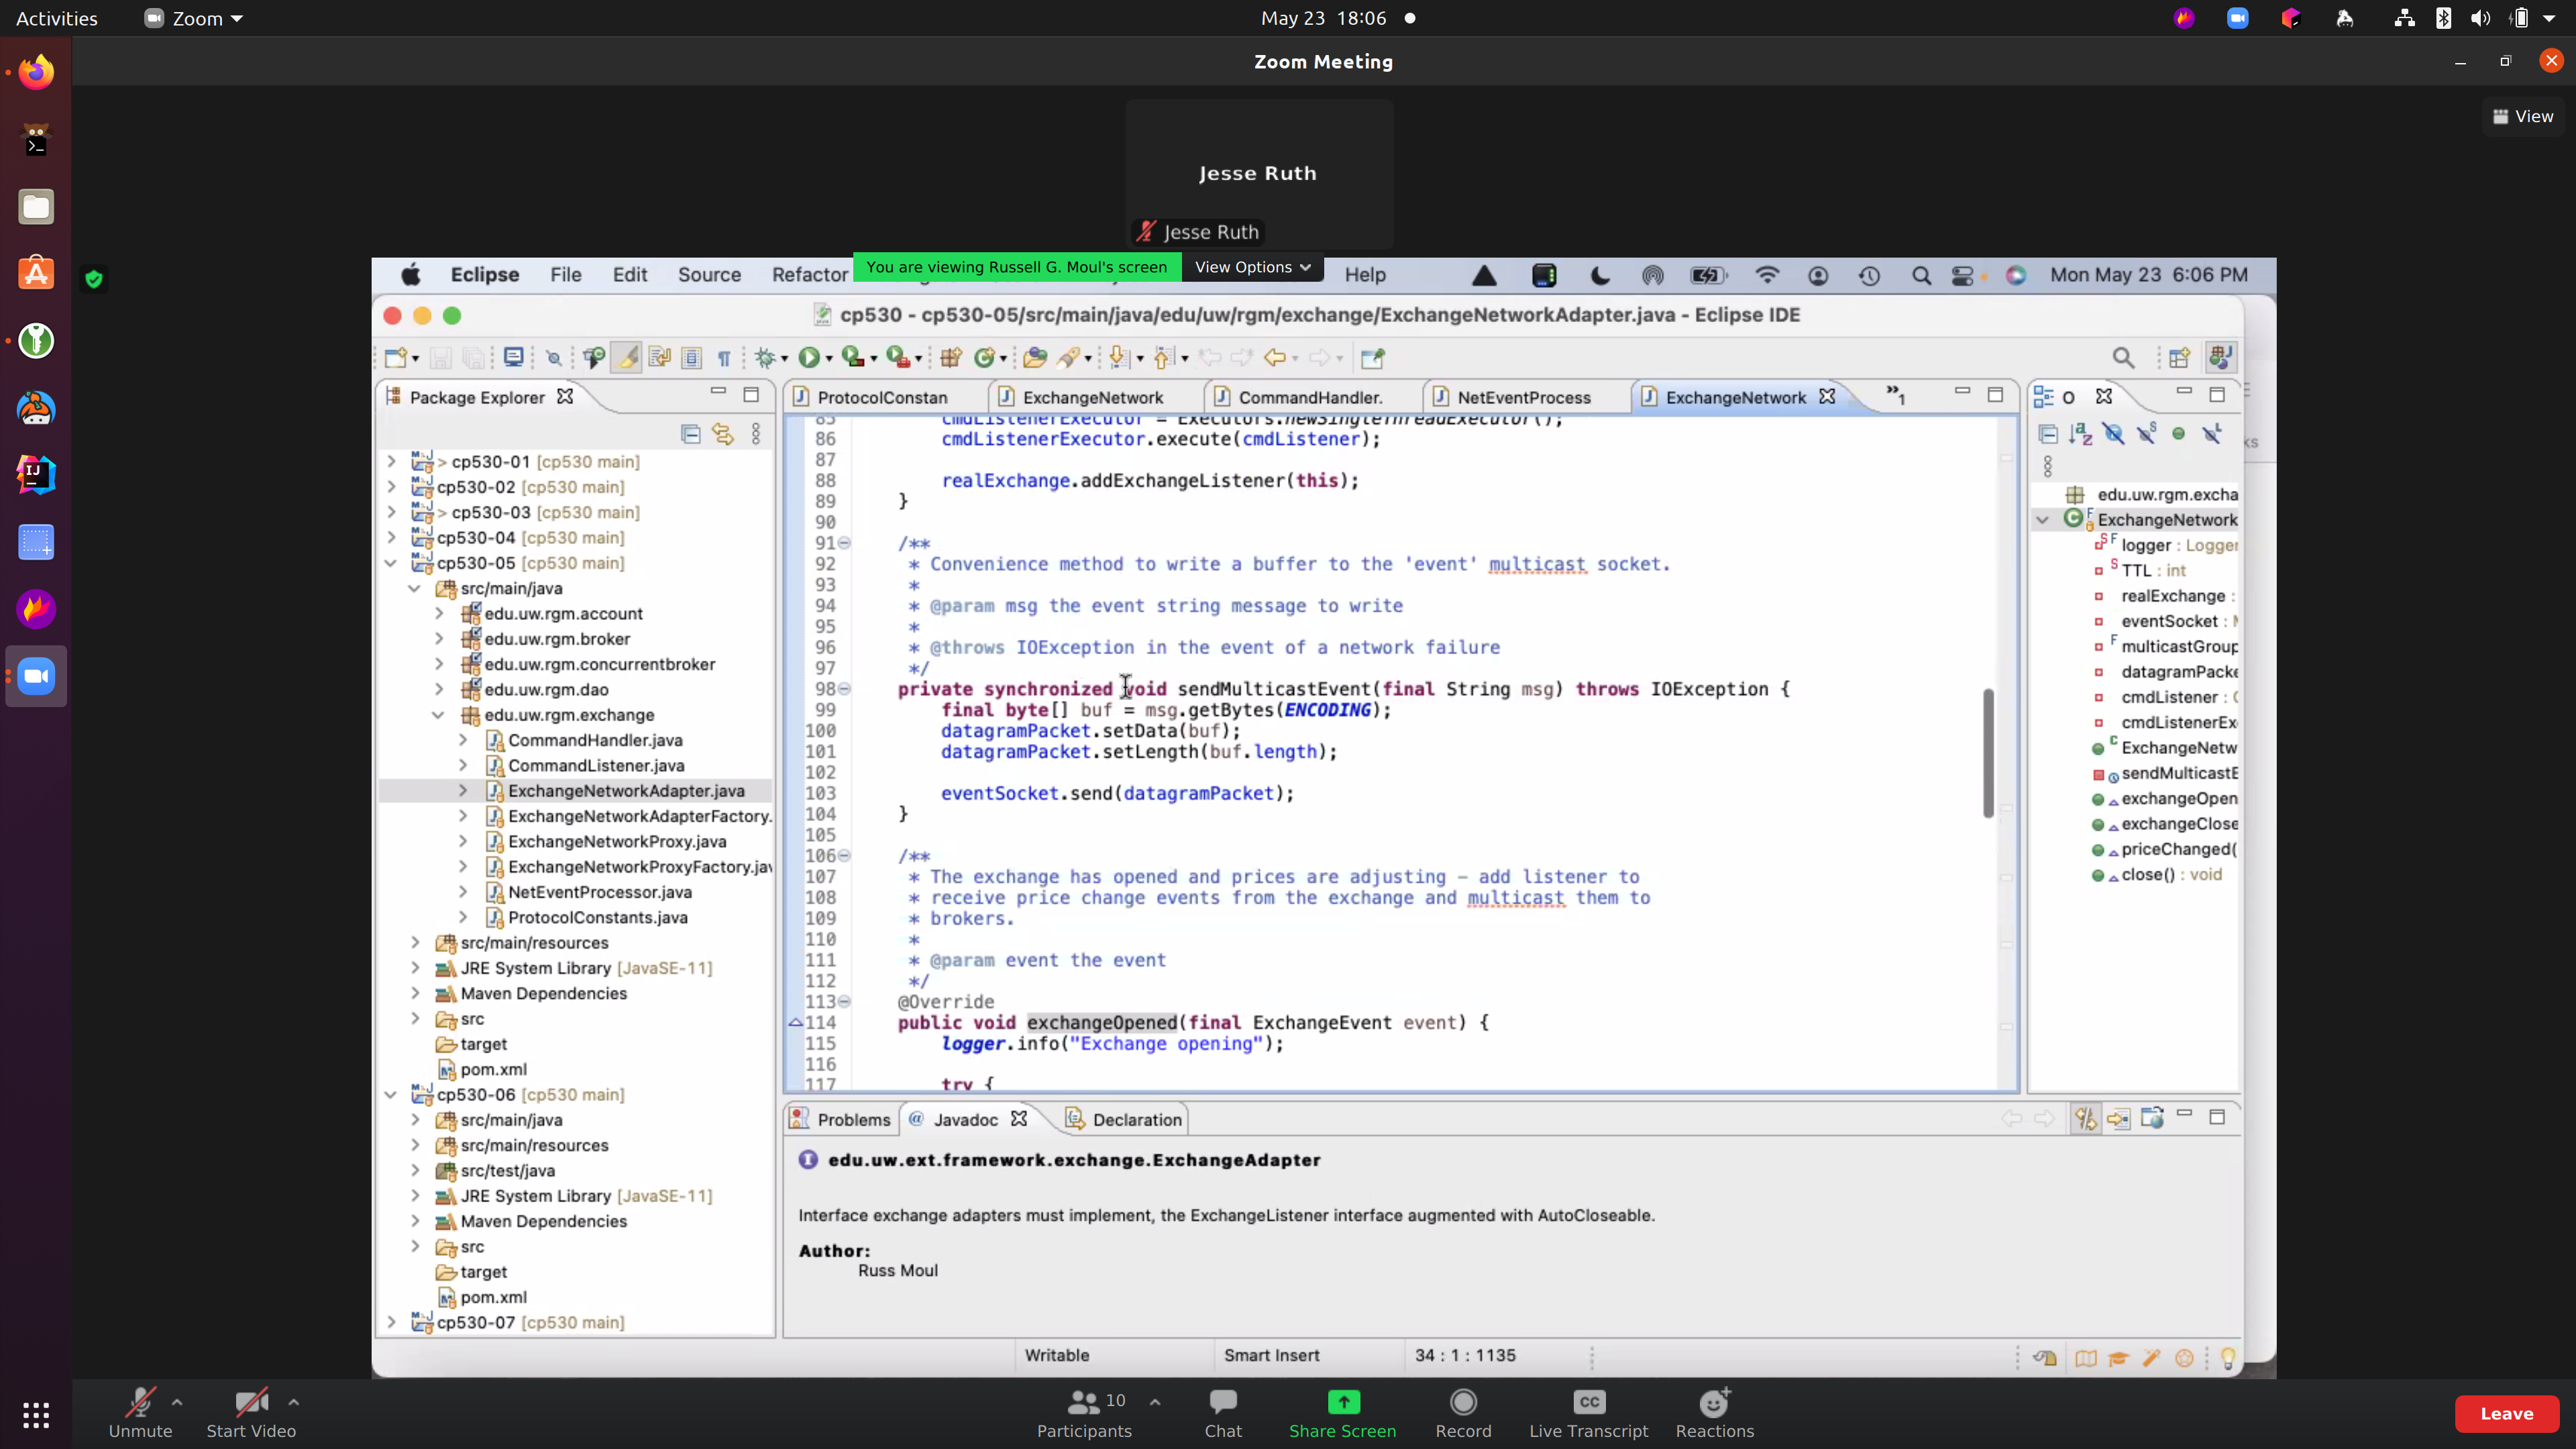 Activities
Zoom
May 23 18:06
Zoom Meeting
View
Jesse Ruth
Jesse Ruth
You are viewing Russell G. Moul's screen
View Options
Eclipse File Edit Source Refactor Help Mon May 23 6:06 PM
cp530 - cp530-05/src/main/java/edu/uw/rgm/exchange/ExchangeNetworkAdapter.java - Eclipse IDE
Package Explorer
> cp530-01 [cp530 main]
cp530-02 [cp530 main]
> cp530-03 [cp530 main]
cp530-04 [cp530 main]
cp530-05 [cp530 main]
src/main/java
edu.uw.rgm.account
edu.uw.rgm.broker
edu.uw.rgm.concurrentbroker
edu.uw.rgm.dao
edu.uw.rgm.exchange
CommandHandler.java
CommandListener.java
ExchangeNetworkAdapter.java
ExchangeNetworkAdapterFactory.
ExchangeNetworkProxy.java
ExchangeNetworkProxyFactory.jav
NetEventProcessor.java
ProtocolConstants.java
src/main/resources
JRE System Library [JavaSE-11]
Maven Dependencies
src
target
pom.xml
cp530-06 [cp530 main]
src/main/java
src/main/resources
src/test/java
JRE System Library [JavaSE-11]
Maven Dependencies
src
target
pom.xml
cp530-07 [cp530 main]
ProtocolConstan ExchangeNetwork CommandHandler. NetEventProcess ExchangeNetwork »1
85 cmdListenerExecutor = Executors.newSingleThreadExecutor();
86 cmdListenerExecutor.execute(cmdListener);
87
88 realExchange.addExchangeListener(this);
89 }
90
91 /**
92 * Convenience method to write a buffer to the 'event' multicast socket.
93 *
94 * @param msg the event string message to write
95 *
96 * @throws IOException in the event of a network failure
97 */
98 private synchronized void sendMulticastEvent(final String msg) throws IOException {
99 final byte[] buf = msg.getBytes(ENCODING);
100 datagramPacket.setData(buf);
101 datagramPacket.setLength(buf.length);
102
103 eventSocket.send(datagramPacket);
104 }
105
106 /**
107 * The exchange has opened and prices are adjusting – add listener to
108 * receive price change events from the exchange and multicast them to
109 * brokers.
110 *
111 * @param event the event
112 */
113 @Override
114 public void exchangeOpened(final ExchangeEvent event) {
115 logger.info("Exchange opening");
116
117 try {
O
edu.uw.rgm.excha
ExchangeNetwork
logger : Logger
TTL : int
realExchange :
eventSocket :
multicastGroup
datagramPacke
cmdListener :
cmdListenerEx
ExchangeNetw
sendMulticastE
exchangeOpen
exchangeClose
priceChanged(
close() : void
Problems Javadoc Declaration
edu.uw.ext.framework.exchange.ExchangeAdapter
Interface exchange adapters must implement, the ExchangeListener interface augmented with AutoCloseable.
Author:
Russ Moul
Writable Smart Insert 34 : 1 : 1135
Unmute
Start Video
10
Participants
Chat
Share Screen
Record
CC
Live Transcript
Reactions
Leave